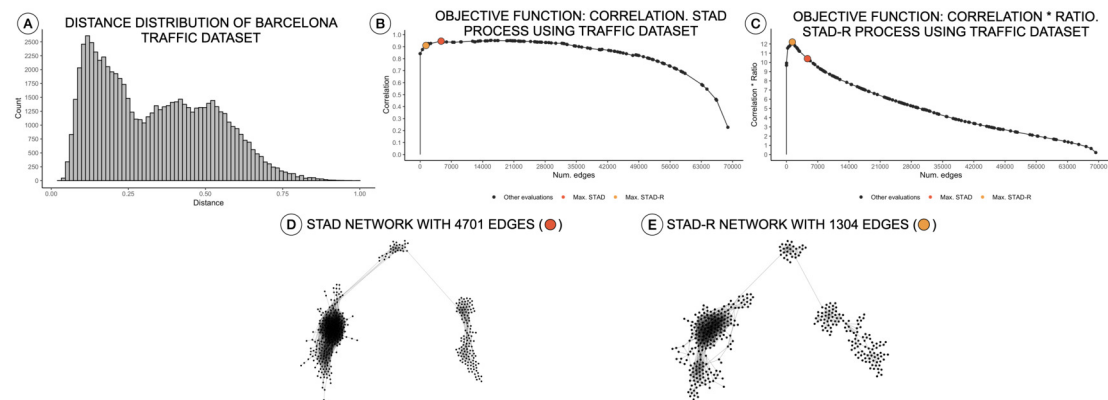 A
DISTANCE DISTRIBUTION OF BARCELONA
TRAFFIC DATASET
2500
2250
2000
1750
1500
1250
1000
750
500
250
0
Count
0.00 0.25 0.50 0.75 1.00
Distance
B
OBJECTIVE FUNCTION: CORRELATION. STAD
PROCESS USING TRAFFIC DATASET
1.0
0.9
0.8
0.7
0.6
0.5
0.4
0.3
0.2
0.1
0.0
Correlation
0 7000 14000 21000 28000 35000 42000 49000 56000 63000 70000
Num. edges
Other evaluations Max. STAD Max. STAD-R
C
OBJECTIVE FUNCTION: CORRELATION * RATIO.
STAD-R PROCESS USING TRAFFIC DATASET
12
11
10
9
8
7
6
5
4
3
2
1
0
Correlation * Ratio
0 7000 14000 21000 28000 35000 42000 49000 56000 63000 70000
Num. edges
Other evaluations Max. STAD Max. STAD-R
D
STAD NETWORK WITH 4701 EDGES ( )
E
STAD-R NETWORK WITH 1304 EDGES ( )